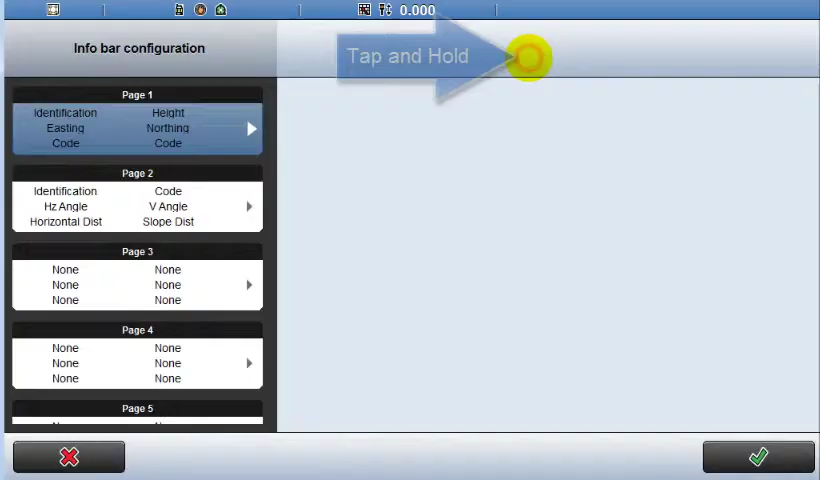 0.000
Info bar configuration
Tap and Hold
Page 1
Identification Height
Easting Northing
Code Code
Page 2
Identification Code
Hz Angle V Angle
Horizontal Dist Slope Dist
Page 3
None None
None None
None None
Page 4
None None
None None
None None
Page 5